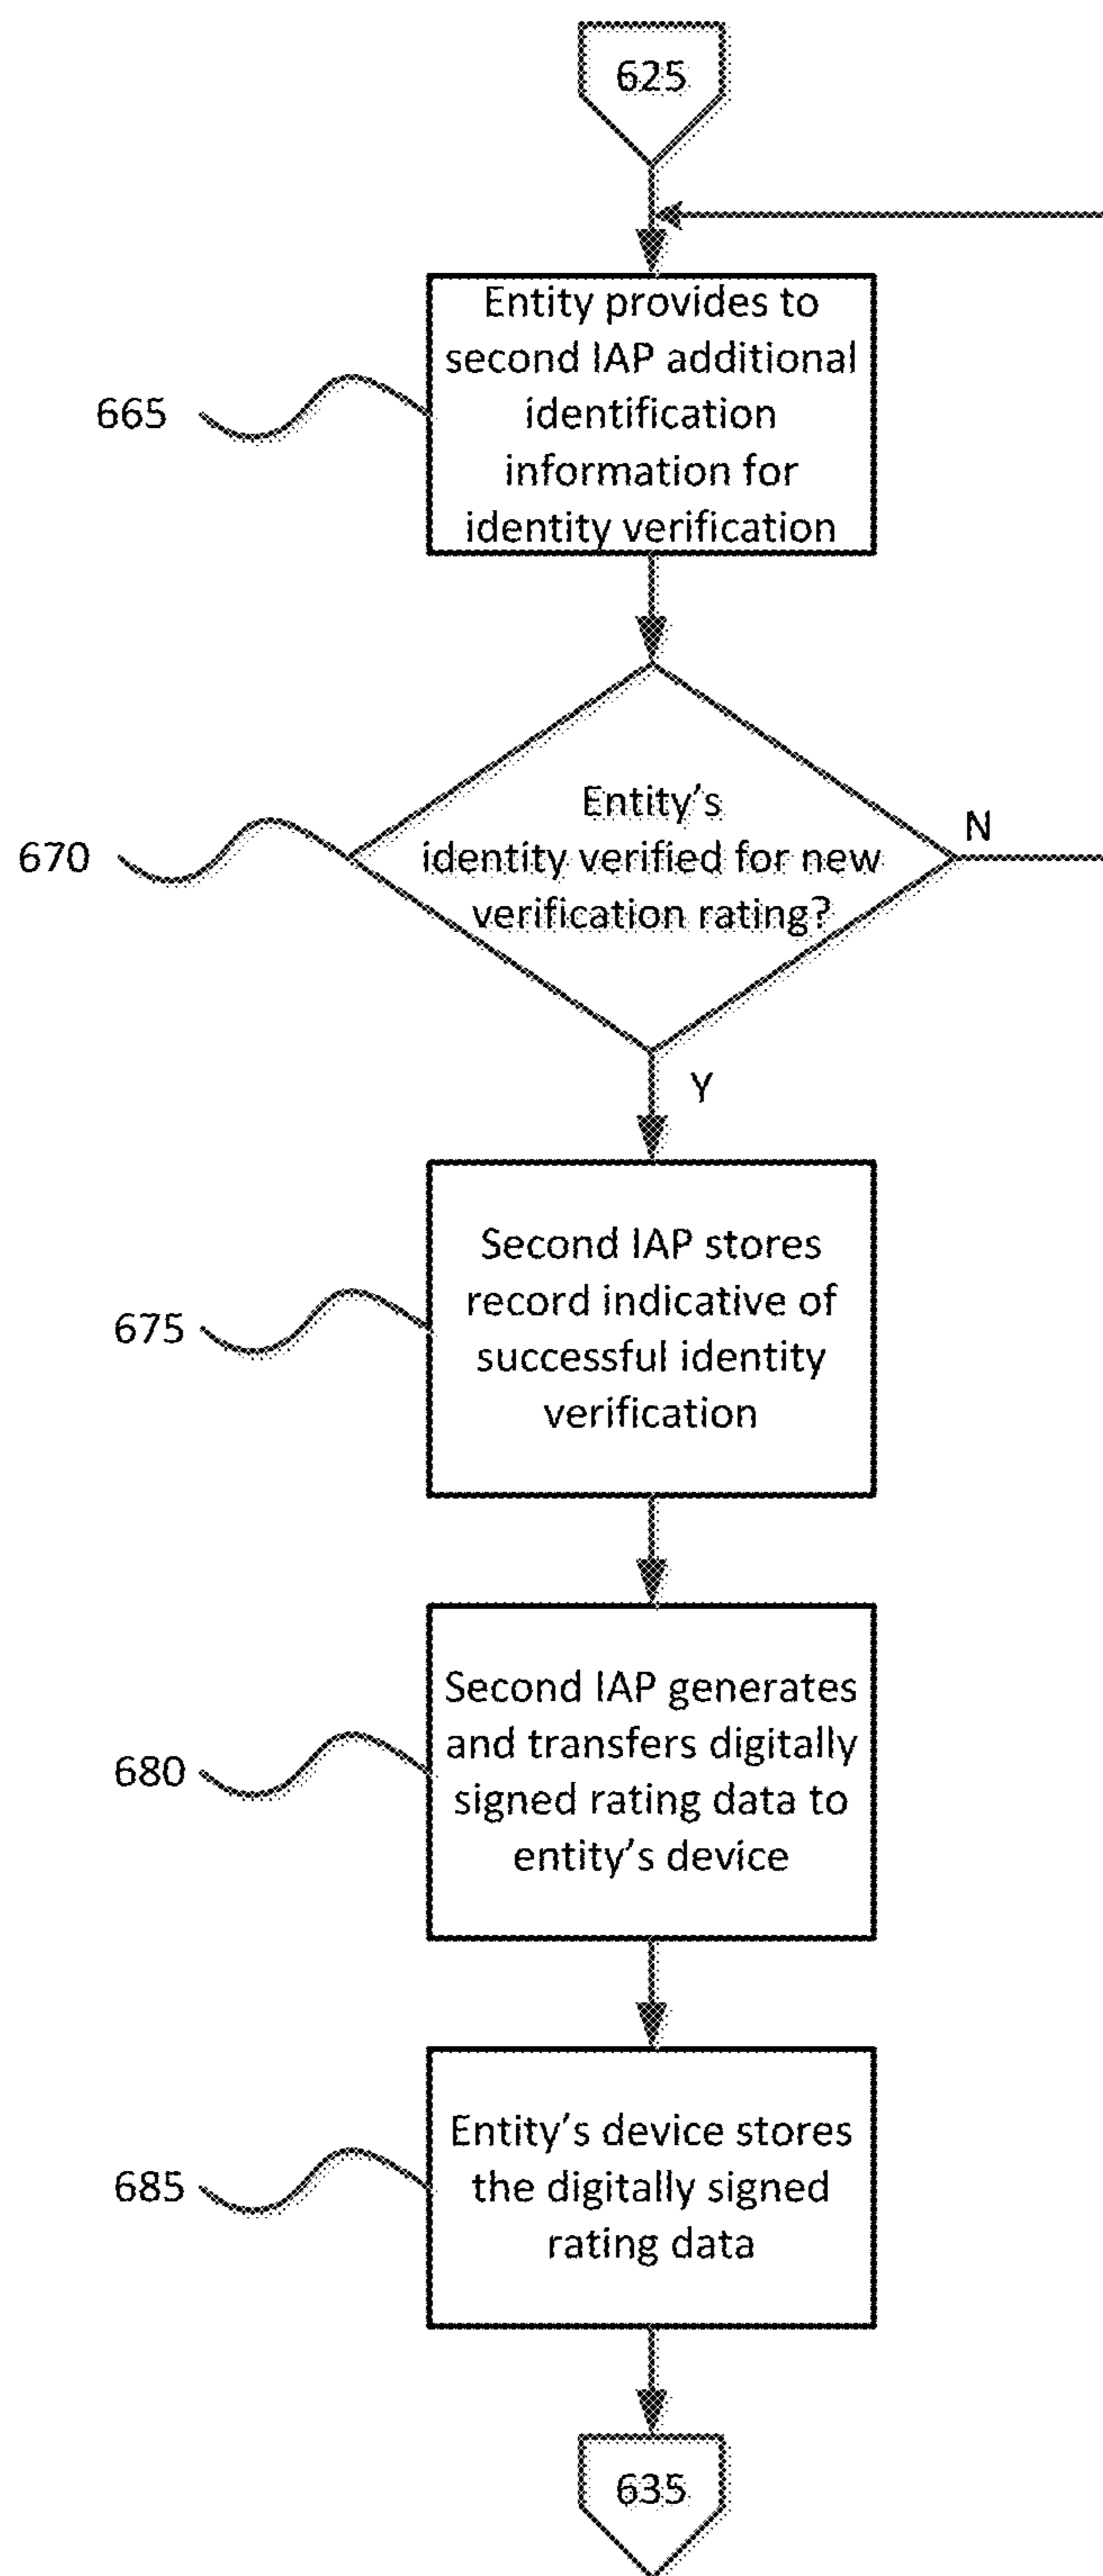 625
Entity provides to
second IAP additional
identification
information for
identity verification
665
Entity's
identity verified for new
verification rating?
N
670
Y
Second IAP stores
record indicative of
successful identity
verification
675
Second IAP generates
and transfers digitally
signed rating data to
entity's device
680
Entity's device stores
the digitally signed
rating data
685
635